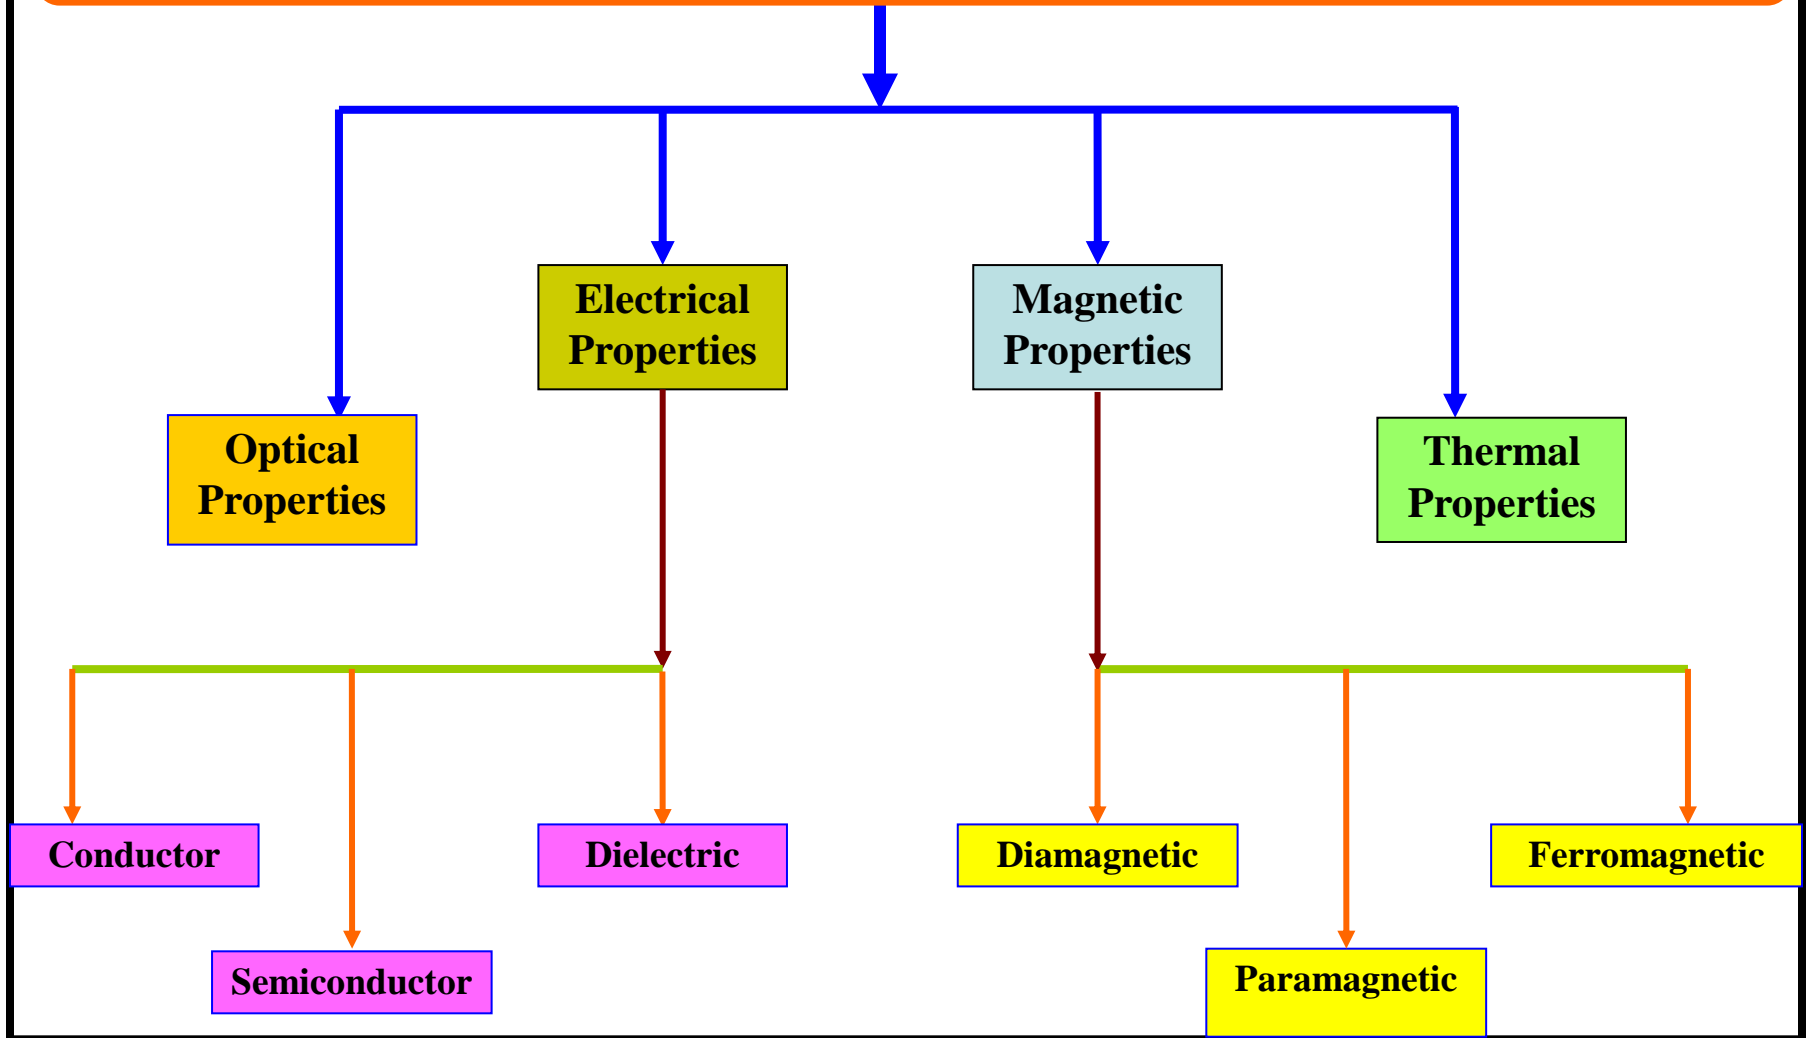 Electrical
Properties
Magnetic
Properties
Optical
Properties
Thermal
Properties
Conductor
Dielectric
Diamagnetic
Ferromagnetic
Semiconductor
Paramagnetic